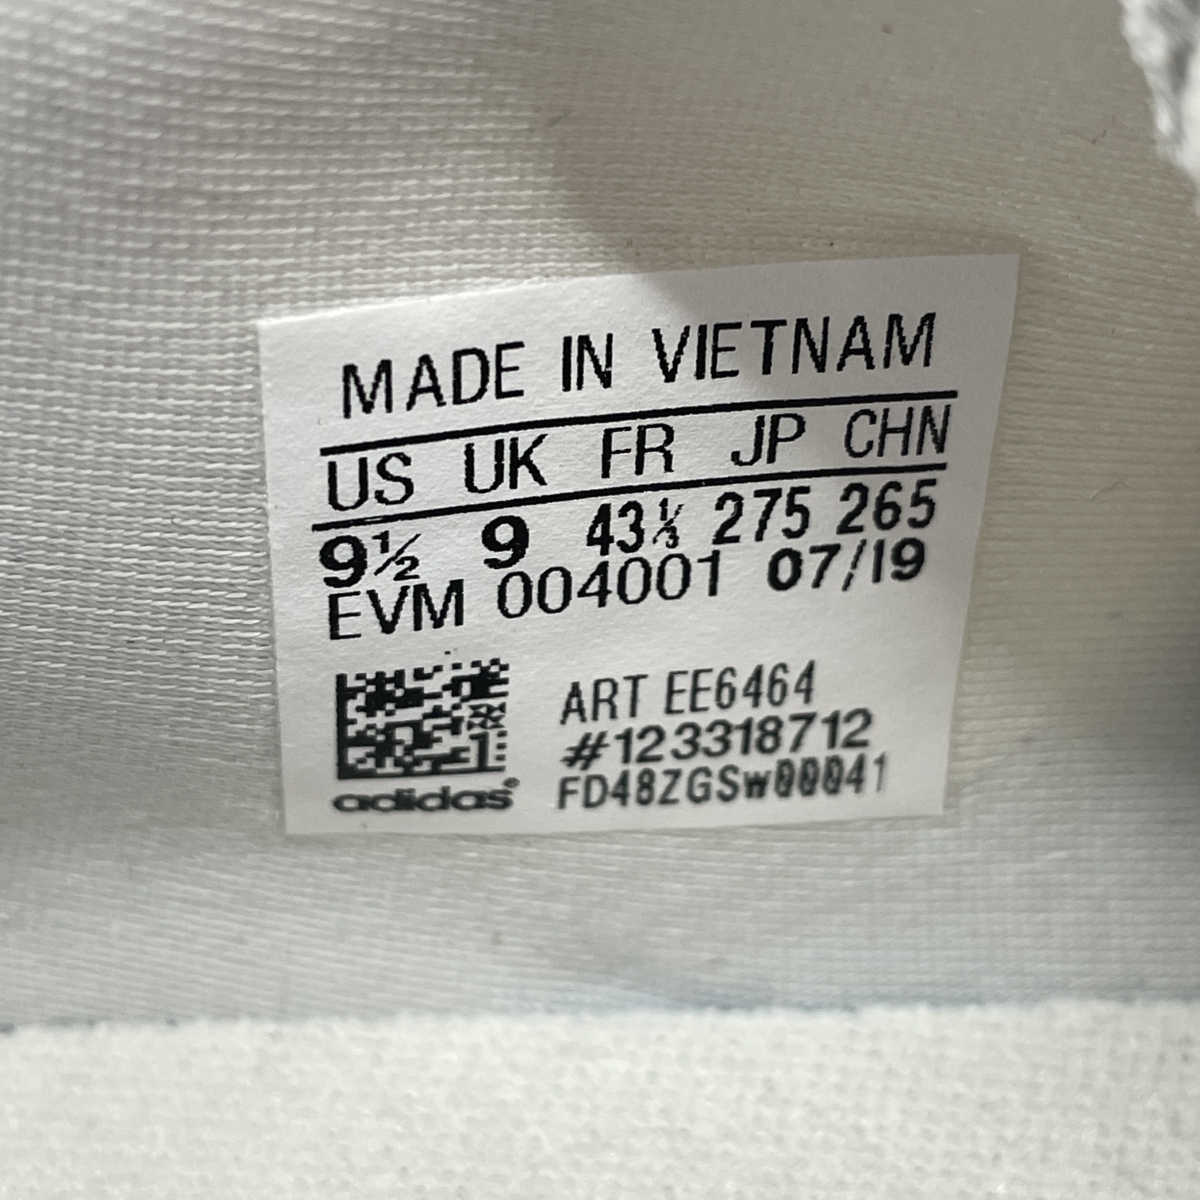 MADE IN VIETNAM
US UK FR JP CHN
9½ 9 43⅓ 275 265
EVM 004001 07/19
ART EE6464
#123318712
FD48ZGSw00041
adidas®